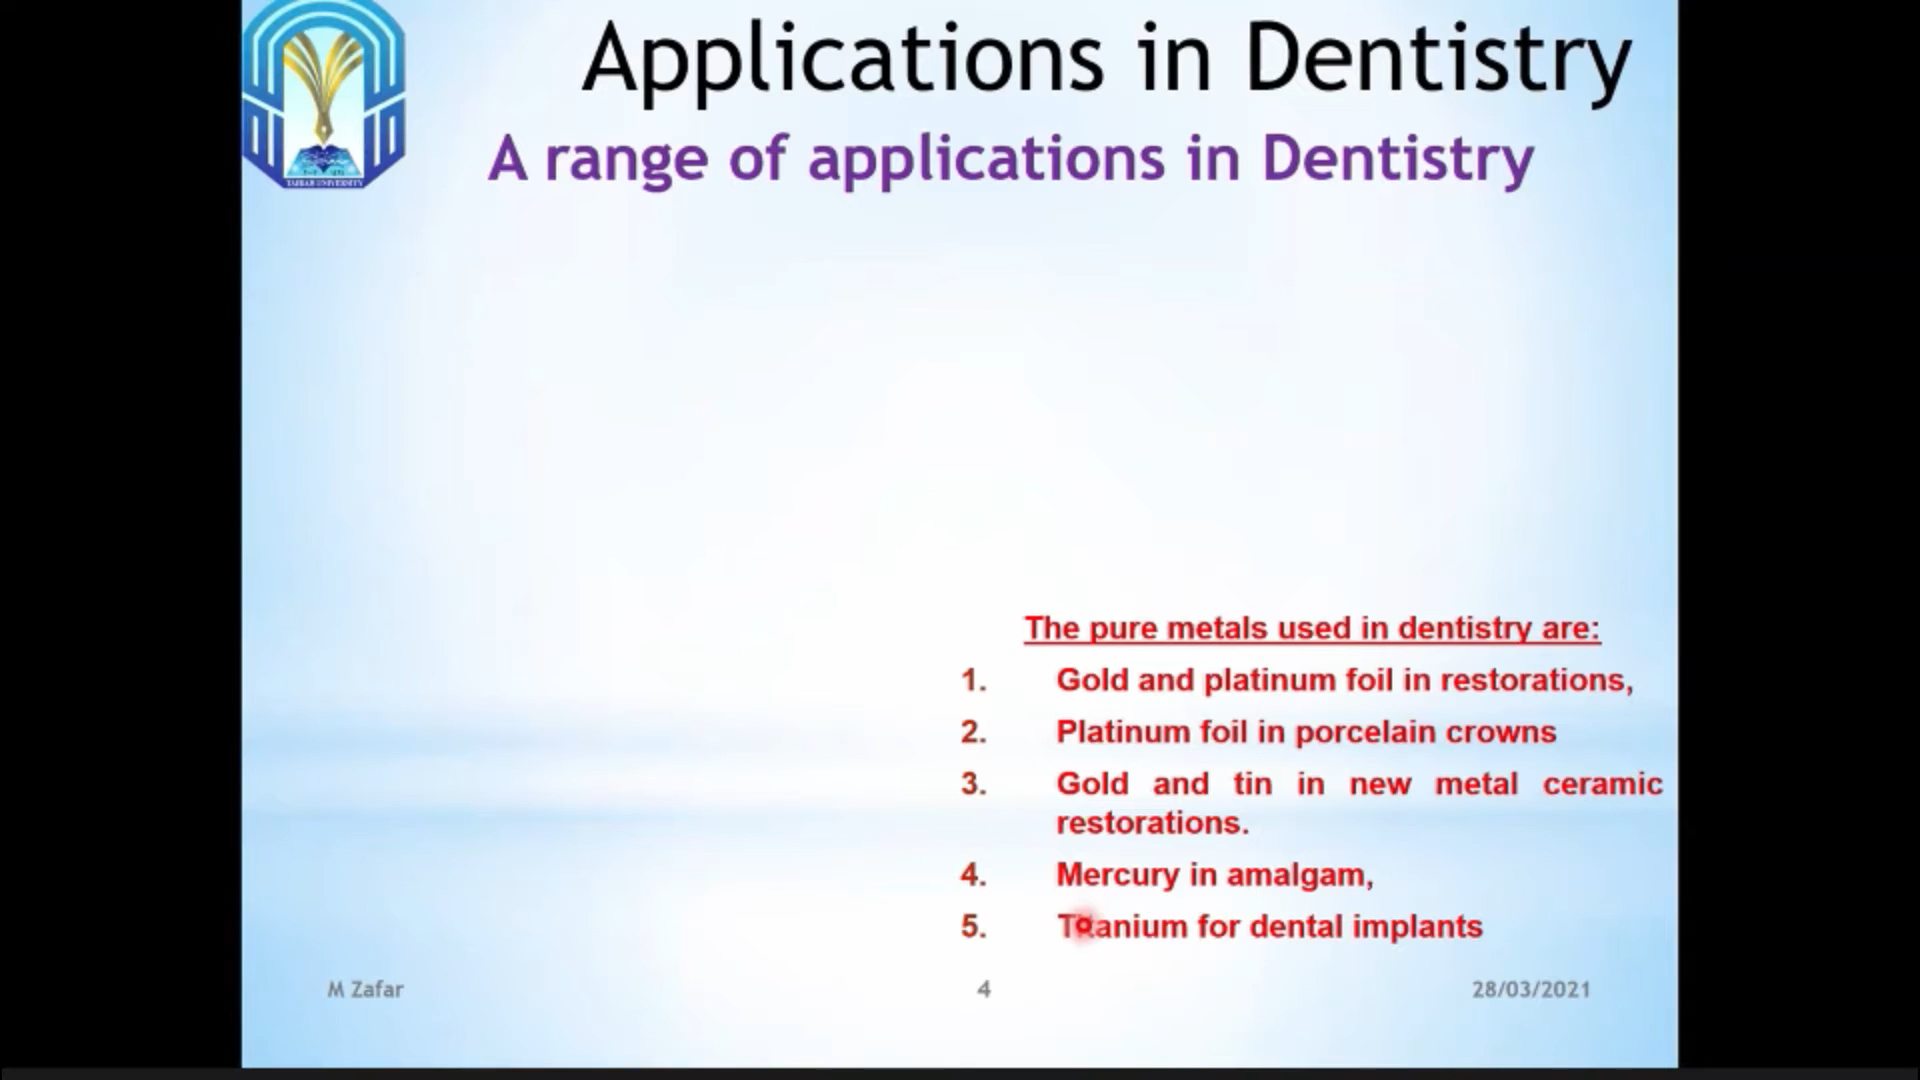 Applications in Dentistry
A range of applications in Dentistry
TAIBAH UNIVERSITY
The pure metals used in dentistry are:
1. Gold and platinum foil in restorations,
2. Platinum foil in porcelain crowns
3. Gold and tin in new metal ceramic
restorations.
4. Mercury in amalgam,
5. Titanium for dental implants
M Zafar
4
28/03/2021